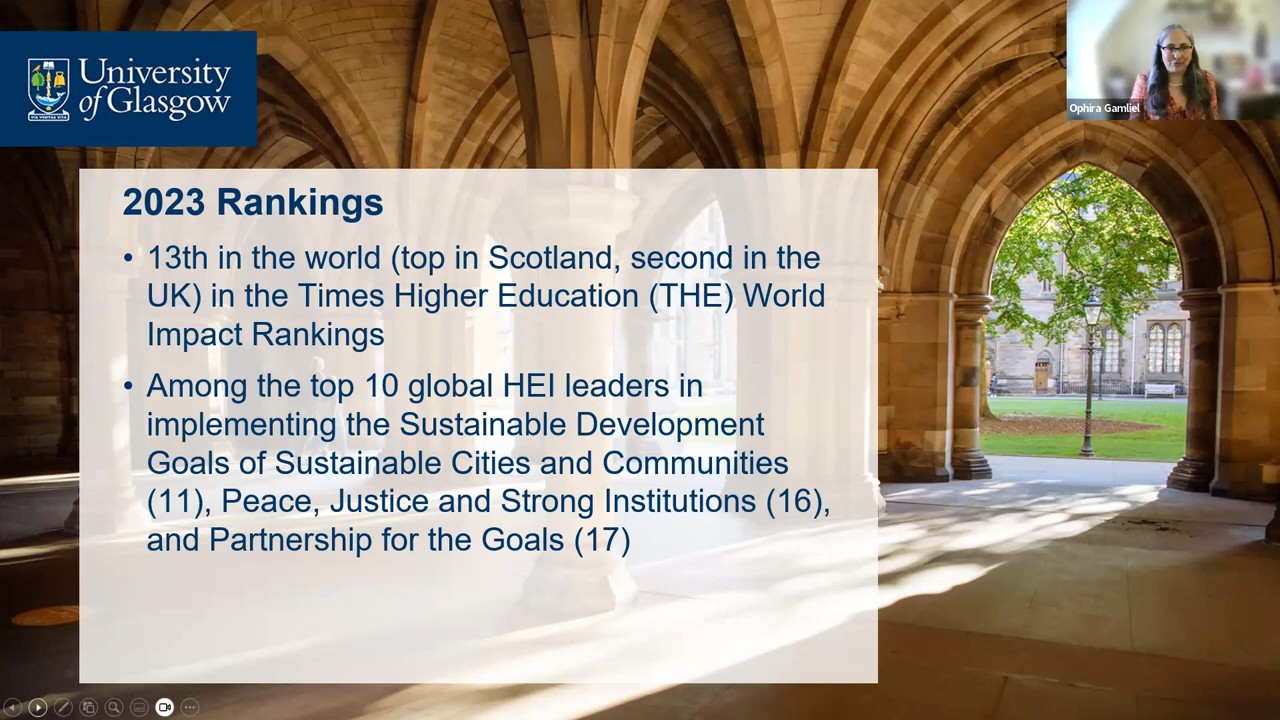 University
of Glasgow
VIA VERITAS VITA
Ophira Gamliel
2023 Rankings
• 13th in the world (top in Scotland, second in the
UK) in the Times Higher Education (THE) World
Impact Rankings
• Among the top 10 global HEI leaders in
implementing the Sustainable Development
Goals of Sustainable Cities and Communities
(11), Peace, Justice and Strong Institutions (16),
and Partnership for the Goals (17)